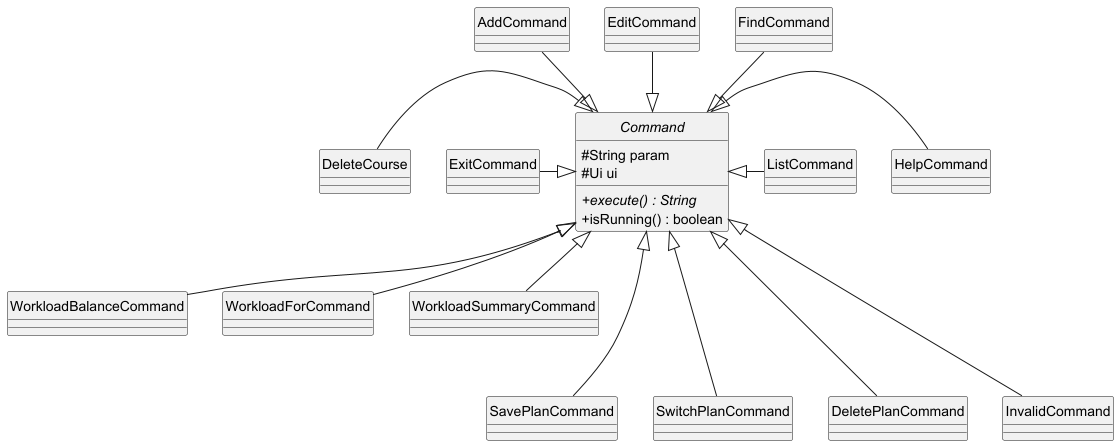 AddCommand
EditCommand
FindCommand
Command
#String param
#Ui ui
+execute() : String
+isRunning() : boolean
DeleteCourse
ExitCommand
ListCommand
HelpCommand
WorkloadBalanceCommand
WorkloadForCommand
WorkloadSummaryCommand
SavePlanCommand
SwitchPlanCommand
DeletePlanCommand
InvalidCommand